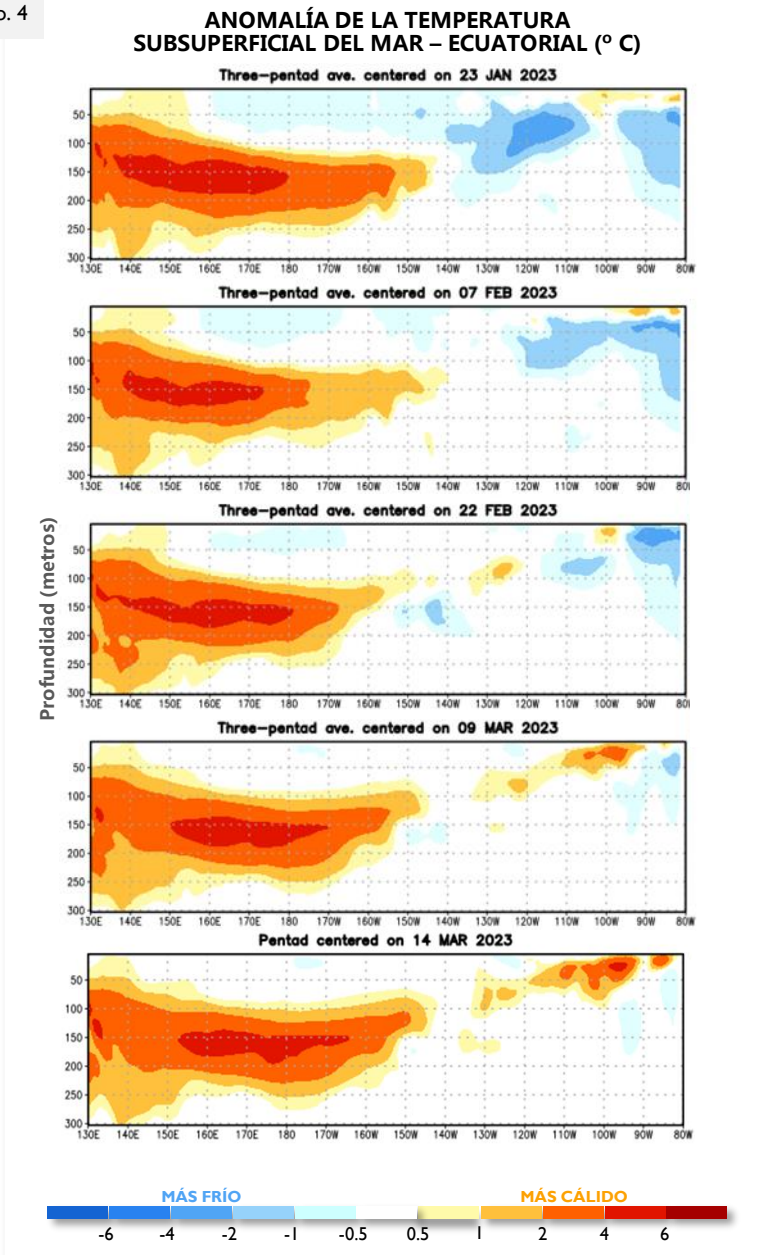 o. 4
ANOMALÍA DE LA TEMPERATURA
SUBSUPERFICIAL DEL MAR – ECUATORIAL (º C)
Three-pentad ave. centered on 23 JAN 2023
50
100
150
200
250
300
130E 140E 150E 160E 170E 180 170W 160W 150W 140W 130W 120W 110W 100W 90W 80W
Three-pentad ave. centered on 07 FEB 2023
50
100
150
200
250
300
130E 140E 150E 160E 170E 180 170W 160W 150W 140W 130W 120W 110W 100W 90W 80W
Three-pentad ave. centered on 22 FEB 2023
50
100
150
200
250
300
130E 140E 150E 160E 170E 180 170W 160W 150W 140W 130W 120W 110W 100W 90W 80W
Profundidad (metros)
Three-pentad ave. centered on 09 MAR 2023
50
100
150
200
250
300
130E 140E 150E 160E 170E 180 170W 160W 150W 140W 130W 120W 110W 100W 90W 80W
Pentad centered on 14 MAR 2023
50
100
150
200
250
300
130E 140E 150E 160E 170E 180 170W 160W 150W 140W 130W 120W 110W 100W 90W 80W
MÁS FRÍO MÁS CÁLIDO
-6 -4 -2 -1 -0.5 0.5 1 2 4 6